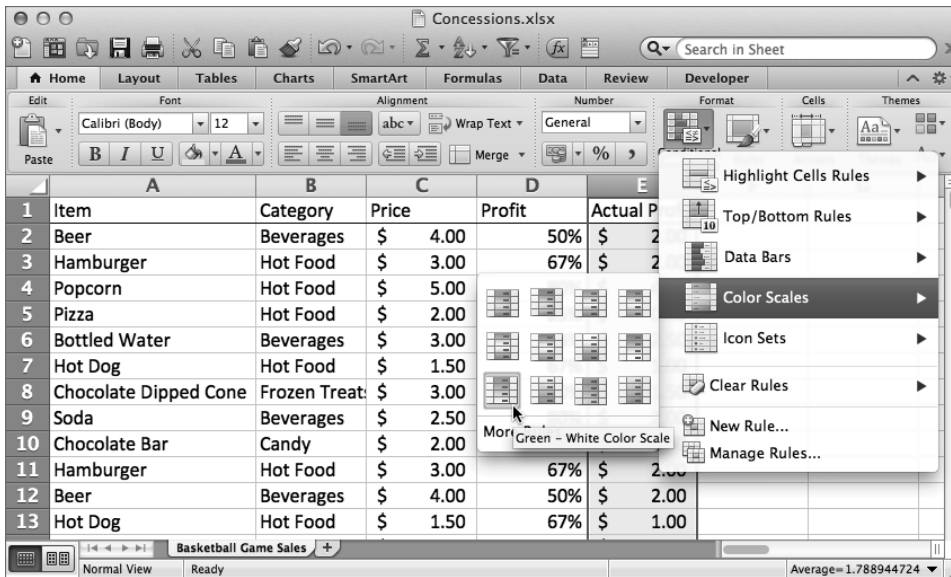 Concessions.xlsx
Search in Sheet
Home Layout Tables Charts SmartArt Formulas Data Review Developer
Edit Font Alignment Number Format Cells Themes
Calibri (Body) 12 abc Wrap Text General Aa
Paste B I U A Merge % ,
Highlight Cells Rules
Top/Bottom Rules
Data Bars
Color Scales
Icon Sets
Clear Rules
New Rule...
Manage Rules...
A B C D E
1 Item Category Price Profit Actual P
2 Beer Beverages $ 4.00 50% $
3 Hamburger Hot Food $ 3.00 67% $
4 Popcorn Hot Food $ 5.00
5 Pizza Hot Food $ 2.00
6 Bottled Water Beverages $ 3.00
7 Hot Dog Hot Food $ 1.50
8 Chocolate Dipped Cone Frozen Treat $ 3.00
9 Soda Beverages $ 2.50
10 Chocolate Bar Candy $ 2.00
Green - White Color Scale
11 Hamburger Hot Food $ 3.00 67% $ 2.00
12 Beer Beverages $ 4.00 50% $ 2.00
13 Hot Dog Hot Food $ 1.50 67% $ 1.00
Basketball Game Sales +
Normal View Ready Average=1.788944724